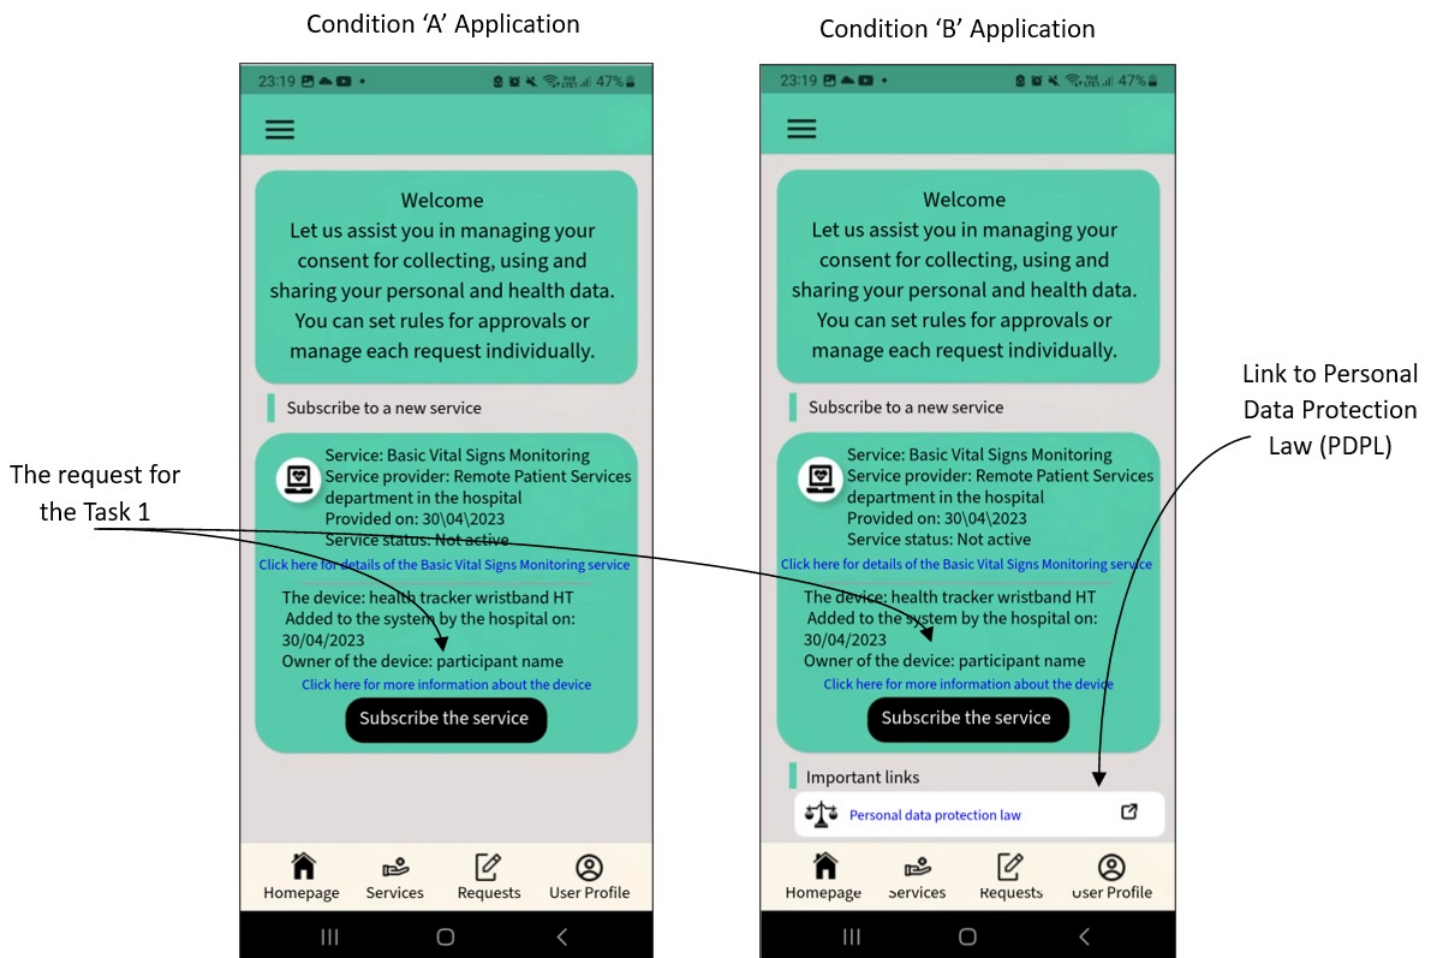 Condition ‘A’ Application
23:19
47%
Welcome
Let us assist you in managing your
consent for collecting, using and
sharing your personal and health data.
You can set rules for approvals or
manage each request individually.
Subscribe to a new service
Service: Basic Vital Signs Monitoring
Service provider: Remote Patient Services
department in the hospital
Provided on: 30\04\2023
Service status: Not active
Click here for details of the Basic Vital Signs Monitoring service
The device: health tracker wristband HT
Added to the system by the hospital on:
30/04/2023
Owner of the device: participant name
Click here for more information about the device
Subscribe the service
Homepage
Services
Requests
User Profile
The request for
the Task 1
Condition ‘B’ Application
23:19
47%
Welcome
Let us assist you in managing your
consent for collecting, using and
sharing your personal and health data.
You can set rules for approvals or
manage each request individually.
Subscribe to a new service
Service: Basic Vital Signs Monitoring
Service provider: Remote Patient Services
department in the hospital
Provided on: 30\04\2023
Service status: Not active
Click here for details of the Basic Vital Signs Monitoring service
The device: health tracker wristband HT
Added to the system by the hospital on:
30/04/2023
Owner of the device: participant name
Click here for more information about the device
Subscribe the service
Important links
Personal data protection law
Homepage
Services
Requests
User Profile
Link to Personal
Data Protection
Law (PDPL)